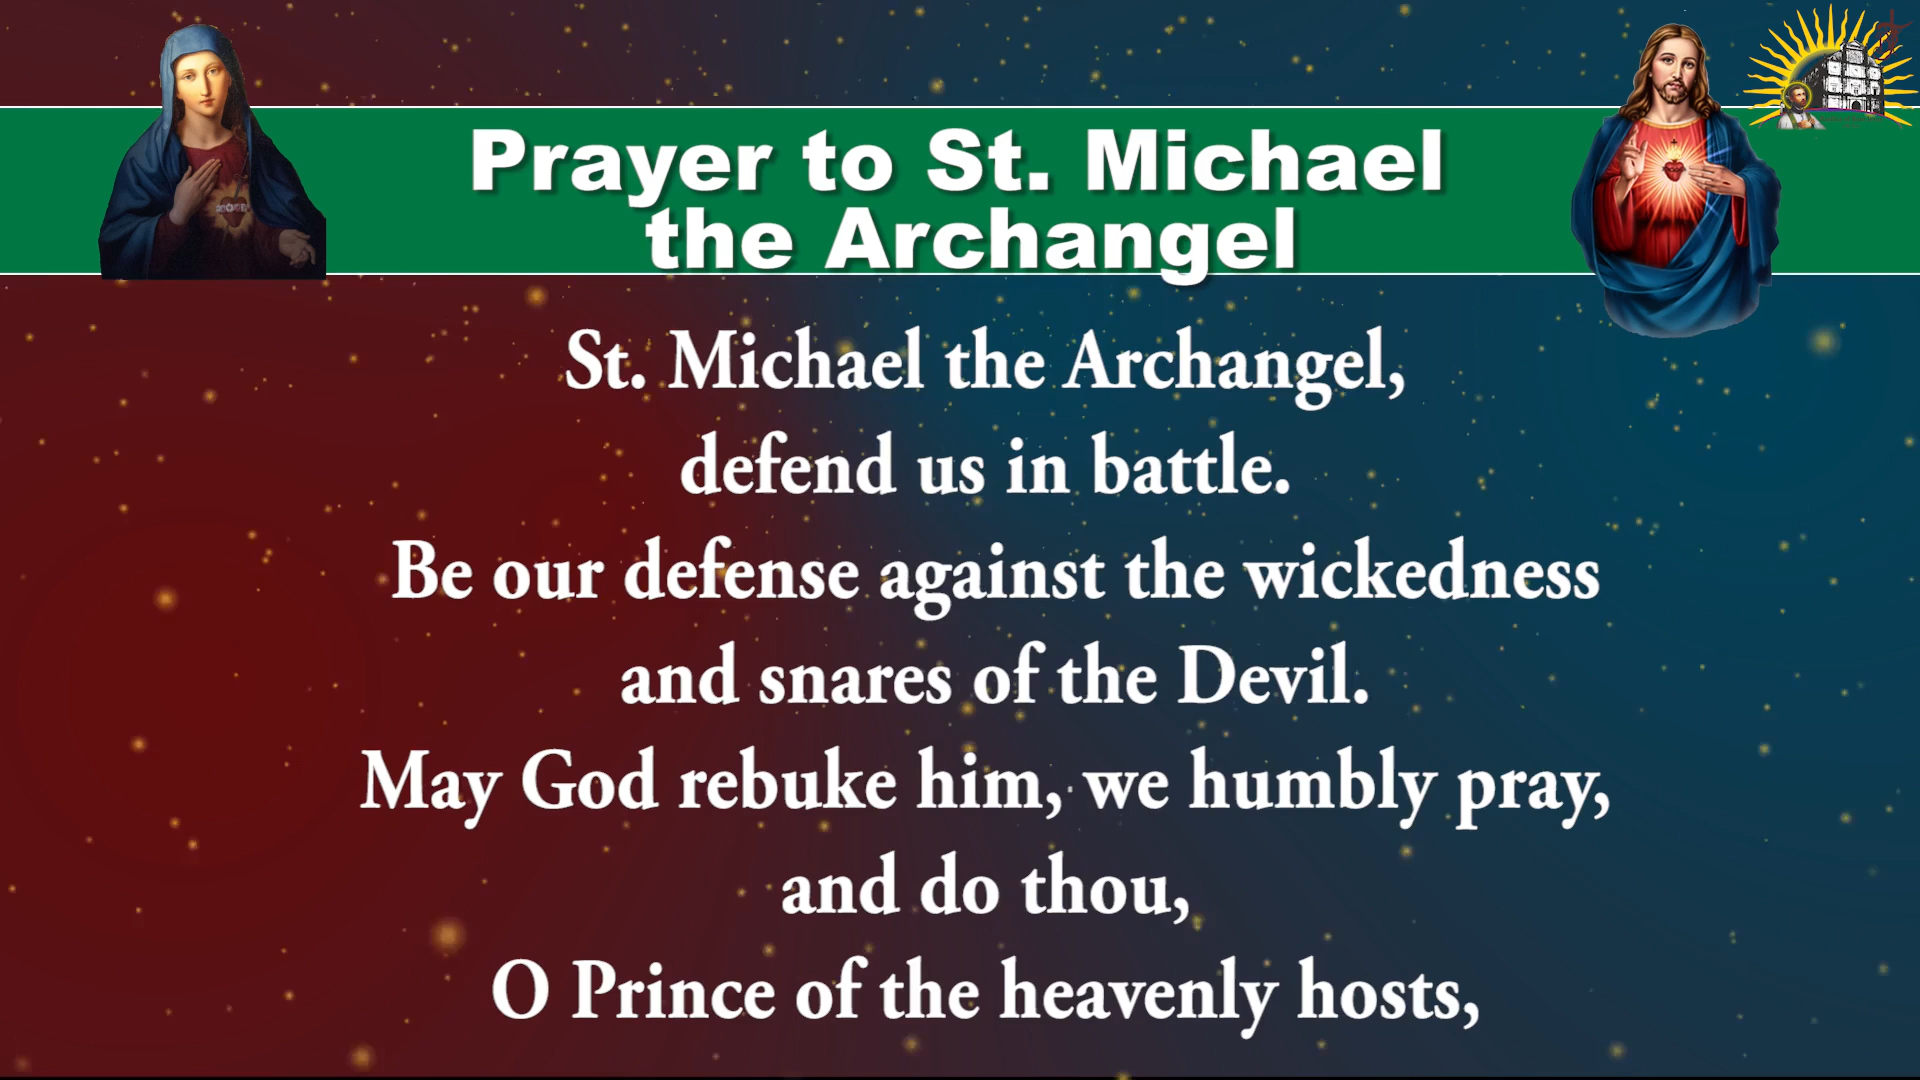 Prayer to St. Michael
the Archangel
St. Michael the Archangel,
defend us in battle.
Be our defense against the wickedness
and snares of the Devil.
May God rebuke him, we humbly pray,
and do thou,
O Prince of the heavenly hosts,